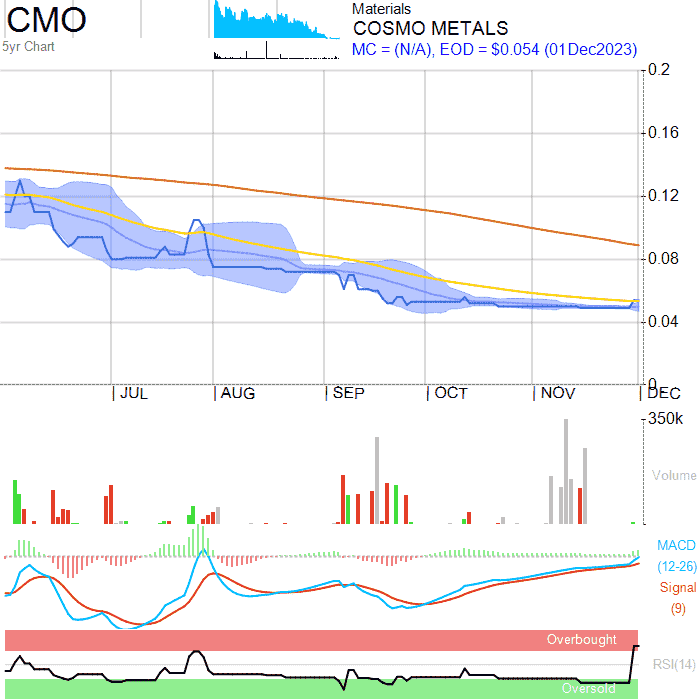 CMO
5yr Chart
Materials
COSMO METALS
MC = (N/A), EOD = $0.054 (01Dec2023)
0.2
0.16
0.12
0.08
0.04
0
JUL AUG SEP OCT NOV DEC
350k
Volume
MACD
(12-26)
Signal
(9)
Overbought
RSI(14)
Oversold